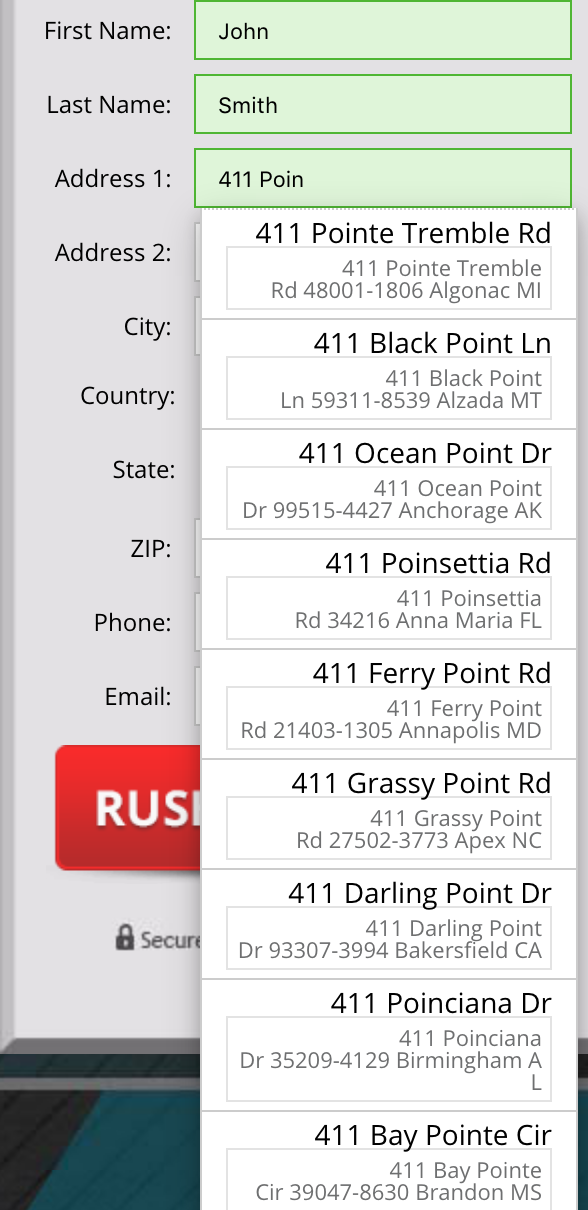 First Name: John
Last Name: Smith
Address 1: 411 Poin
Address 2:
City:
Country:
State:
ZIP:
Phone:
Email:
411 Pointe Tremble Rd
411 Pointe Tremble
Rd 48001-1806 Algonac MI
411 Black Point Ln
411 Black Point
Ln 59311-8539 Alzada MT
411 Ocean Point Dr
411 Ocean Point
Dr 99515-4427 Anchorage AK
411 Poinsettia Rd
411 Poinsettia
Rd 34216 Anna Maria FL
411 Ferry Point Rd
411 Ferry Point
Rd 21403-1305 Annapolis MD
411 Grassy Point Rd
411 Grassy Point
Rd 27502-3773 Apex NC
411 Darling Point Dr
411 Darling Point
Dr 93307-3994 Bakersfield CA
411 Poinciana Dr
411 Poinciana
Dr 35209-4129 Birmingham A
L
411 Bay Pointe Cir
411 Bay Pointe
Cir 39047-8630 Brandon MS
RUS
Secure